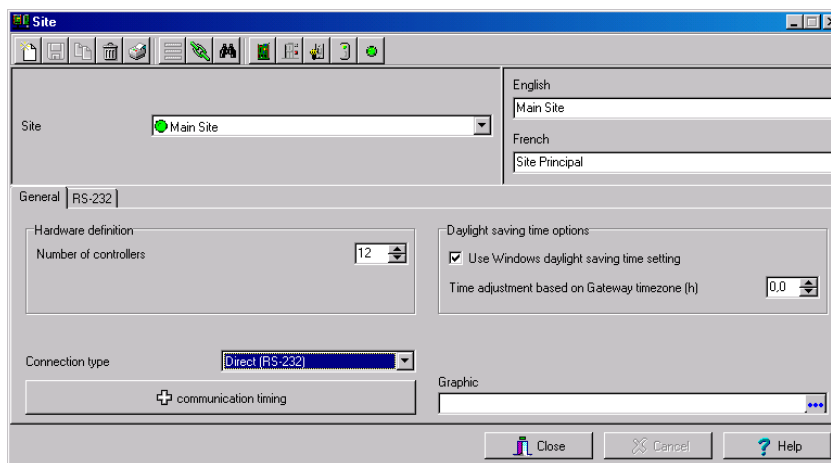 Site
English
Main Site
Site
Main Site
French
Site Principal
General
RS-232
Hardware definition
Number of controllers
12
Daylight saving time options
Use Windows daylight saving time setting
Time adjustment based on Gateway timezone (h)
0,0
Connection type
Direct (RS-232)
communication timing
Graphic
Close
Cancel
Help